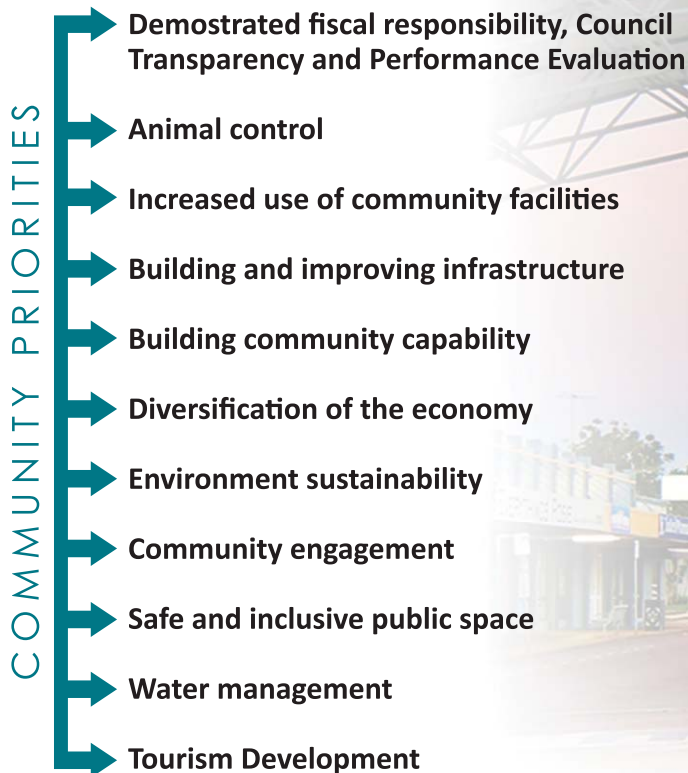 COMMUNITY PRIORITIES
Demostrated fiscal responsibility, Council
Transparency and Performance Evaluation
Animal control
Increased use of community facilities
Building and improving infrastructure
Building community capability
Diversification of the economy
Environment sustainability
Community engagement
Safe and inclusive public space
Water management
Tourism Development